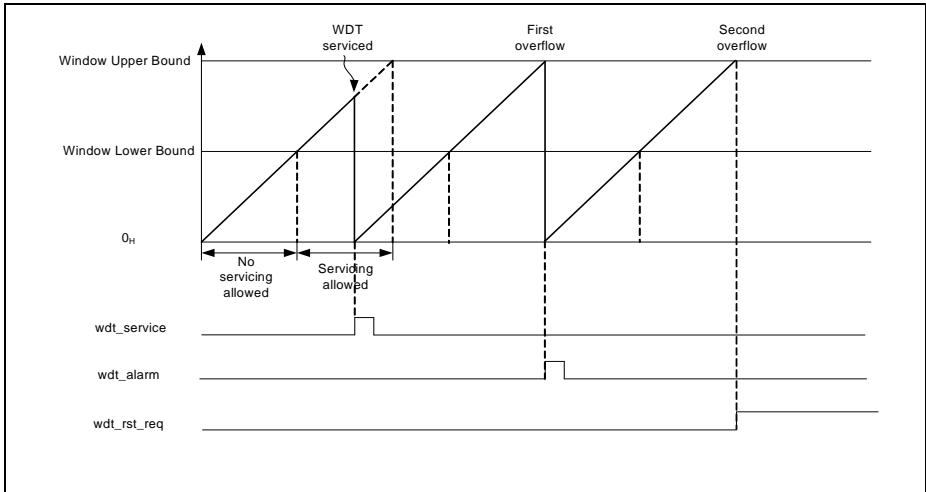 WDT
serviced
First
overflow
Second
overflow
Window Upper Bound
Window Lower Bound
0H
No
servicing
allowed
Servicing
allowed
wdt_service
wdt_alarm
wdt_rst_req